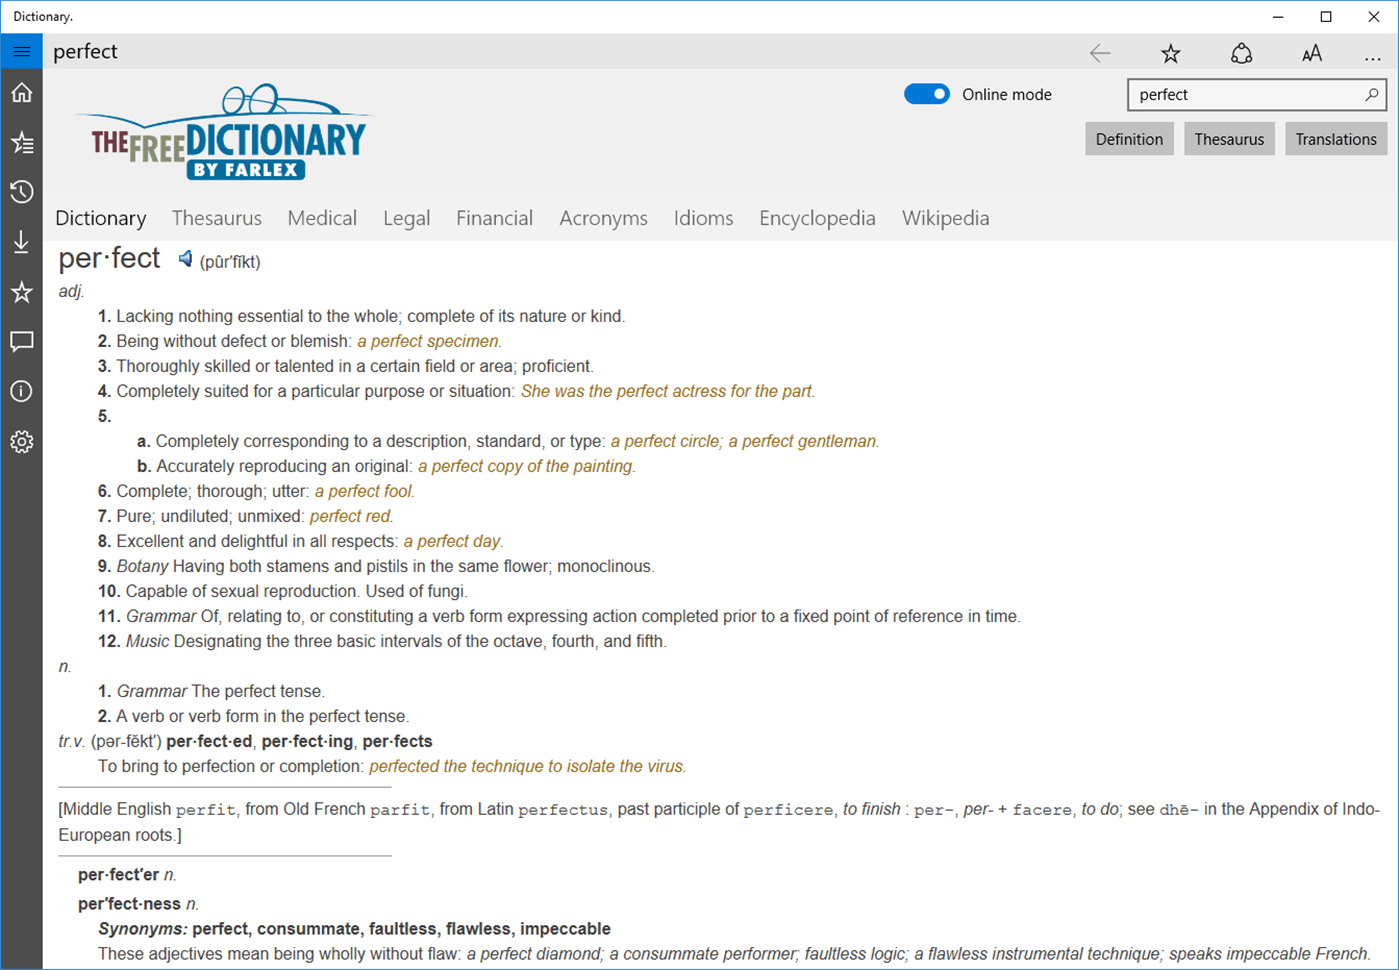 Dictionary.
perfect
THEFREEDICTIONARY
BY FARLEX
Online mode
perfect
Definition Thesaurus Translations
Dictionary Thesaurus Medical Legal Financial Acronyms Idioms Encyclopedia Wikipedia
per·fect (pûr′fĭkt)
adj.
1. Lacking nothing essential to the whole; complete of its nature or kind.
2. Being without defect or blemish: a perfect specimen.
3. Thoroughly skilled or talented in a certain field or area; proficient.
4. Completely suited for a particular purpose or situation: She was the perfect actress for the part.
5.
a. Completely corresponding to a description, standard, or type: a perfect circle; a perfect gentleman.
b. Accurately reproducing an original: a perfect copy of the painting.
6. Complete; thorough; utter: a perfect fool.
7. Pure; undiluted; unmixed: perfect red.
8. Excellent and delightful in all respects: a perfect day.
9. Botany Having both stamens and pistils in the same flower; monoclinous.
10. Capable of sexual reproduction. Used of fungi.
11. Grammar Of, relating to, or constituting a verb form expressing action completed prior to a fixed point of reference in time.
12. Music Designating the three basic intervals of the octave, fourth, and fifth.
n.
1. Grammar The perfect tense.
2. A verb or verb form in the perfect tense.
tr.v. (pər-fĕkt′) per·fect·ed, per·fect·ing, per·fects
To bring to perfection or completion: perfected the technique to isolate the virus.
[Middle English perfit, from Old French parfit, from Latin perfectus, past participle of perficere, to finish : per-, per- + facere, to do; see dhē- in the Appendix of Indo-
European roots.]
per·fect′er n.
per′fect·ness n.
Synonyms: perfect, consummate, faultless, flawless, impeccable
These adjectives mean being wholly without flaw: a perfect diamond; a consummate performer; faultless logic; a flawless instrumental technique; speaks impeccable French.